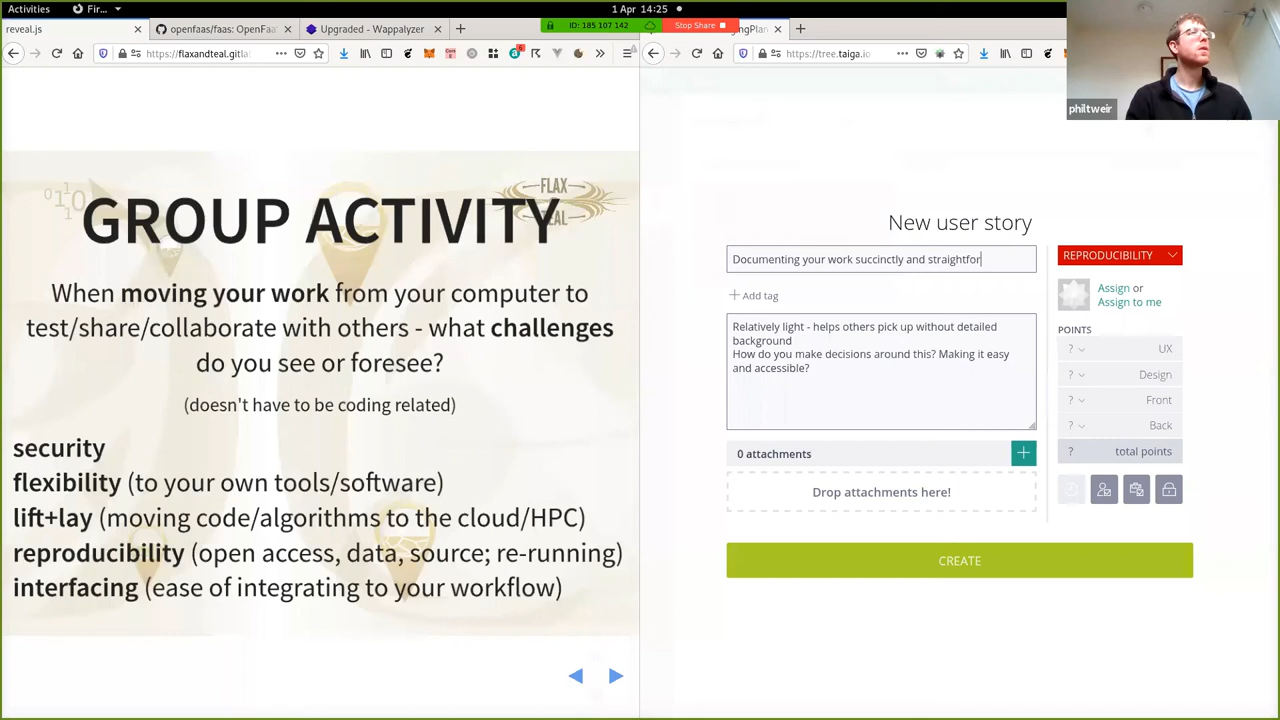 Activities
Fir...
1 Apr 14:25
ID: 185 107 142
Stop Share
reveal.js
openfaas/faas: OpenFaa
Upgraded - Wappalyzer
https://flaxandteal.gitla
https://tree.taiga.io
philtweir
FLAX
GROUP ACTIVITY
When moving your work from your computer to
test/share/collaborate with others - what challenges
do you see or foresee?
(doesn't have to be coding related)
security
flexibility (to your own tools/software)
lift+lay (moving code/algorithms to the cloud/HPC)
reproducibility (open access, data, source; re-running)
interfacing (ease of integrating to your workflow)
New user story
Documenting your work succinctly and straightfor
REPRODUCIBILITY
Add tag
Assign or
Assign to me
Relatively light - helps others pick up without detailed
background
How do you make decisions around this? Making it easy
and accessible?
POINTS
? UX
? Design
? Front
? Back
? total points
0 attachments
Drop attachments here!
CREATE